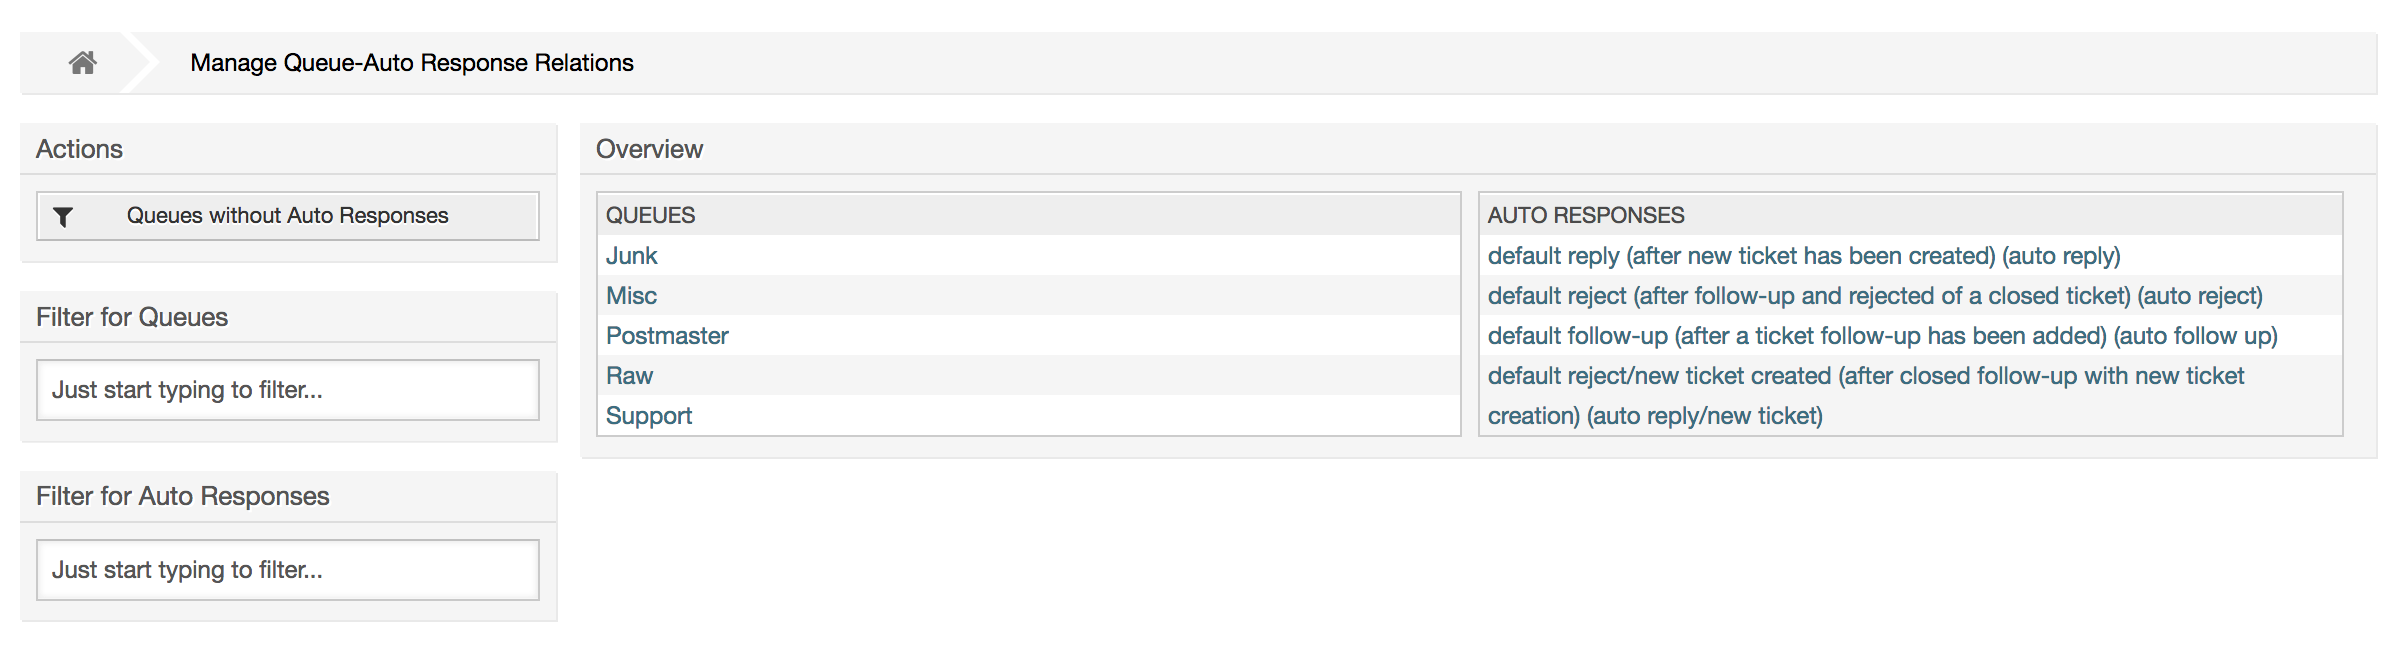 Manage Queue-Auto Response Relations
Actions
Queues without Auto Responses
Filter for Queues
Just start typing to filter...
Filter for Auto Responses
Just start typing to filter...
Overview
QUEUES
Junk
Misc
Postmaster
Raw
Support
AUTO RESPONSES
default reply (after new ticket has been created) (auto reply)
default reject (after follow-up and rejected of a closed ticket) (auto reject)
default follow-up (after a ticket follow-up has been added) (auto follow up)
default reject/new ticket created (after closed follow-up with new ticket
creation) (auto reply/new ticket)